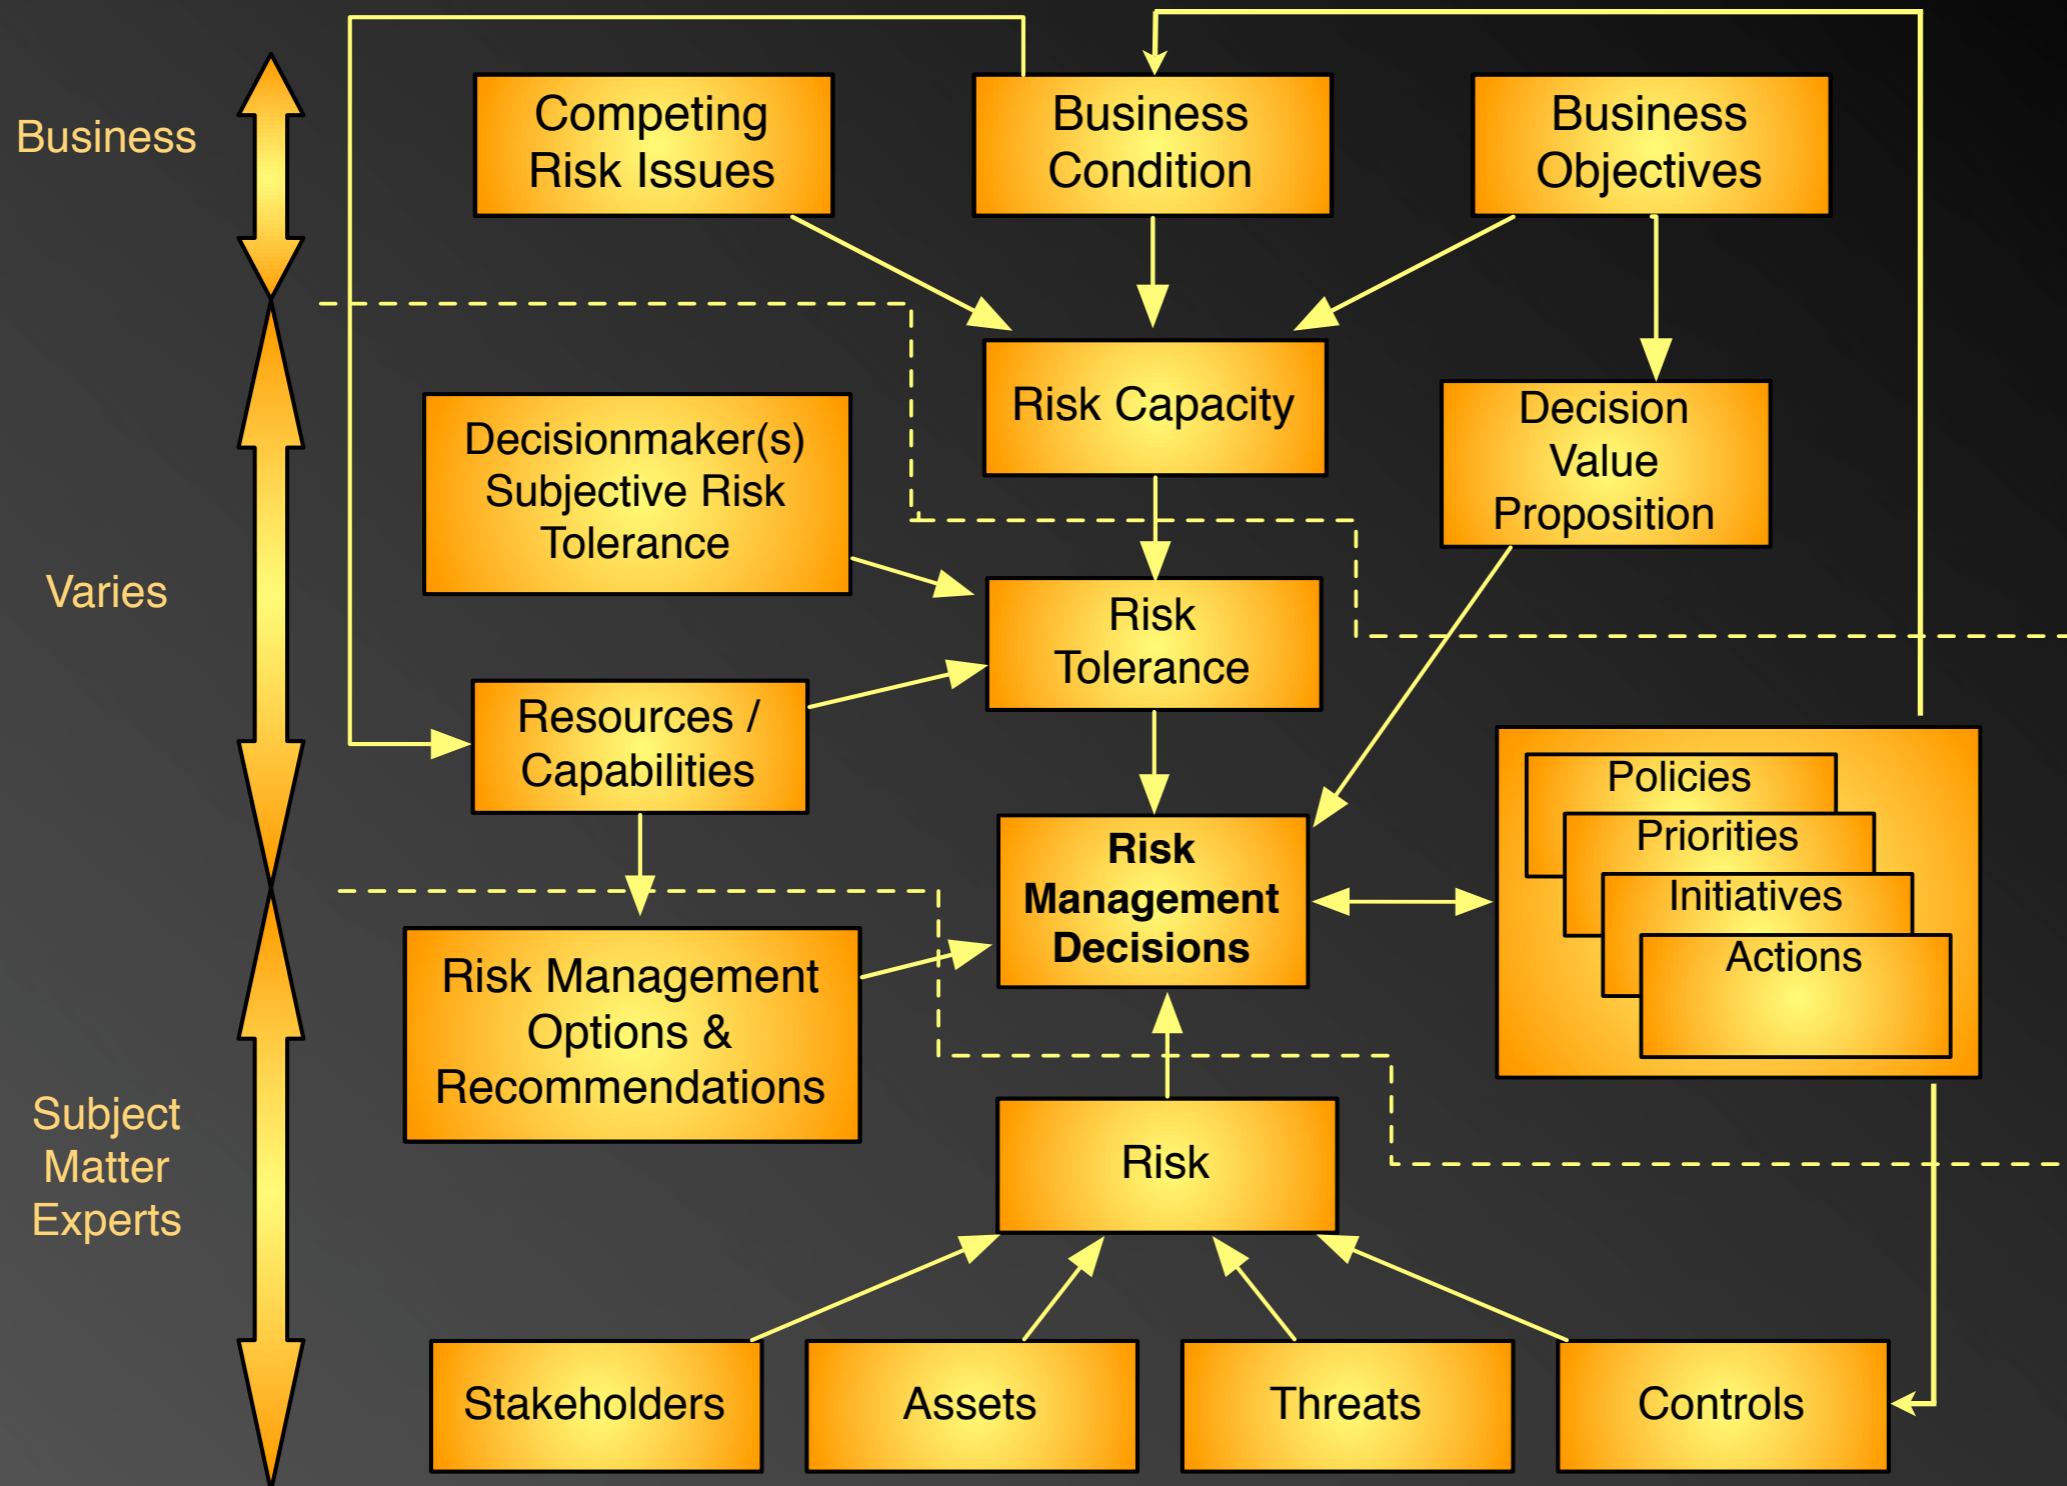 Business
Competing
Risk Issues
Business
Condition
Business
Objectives
Risk Capacity
Decision
Value
Proposition
Decisionmaker(s)
Subjective Risk
Tolerance
Varies
Risk
Tolerance
Resources /
Capabilities
Policies
Priorities
Initiatives
Actions
Risk
Management
Decisions
Risk Management
Options &
Recommendations
Subject
Matter
Experts
Risk
Stakeholders
Assets
Threats
Controls